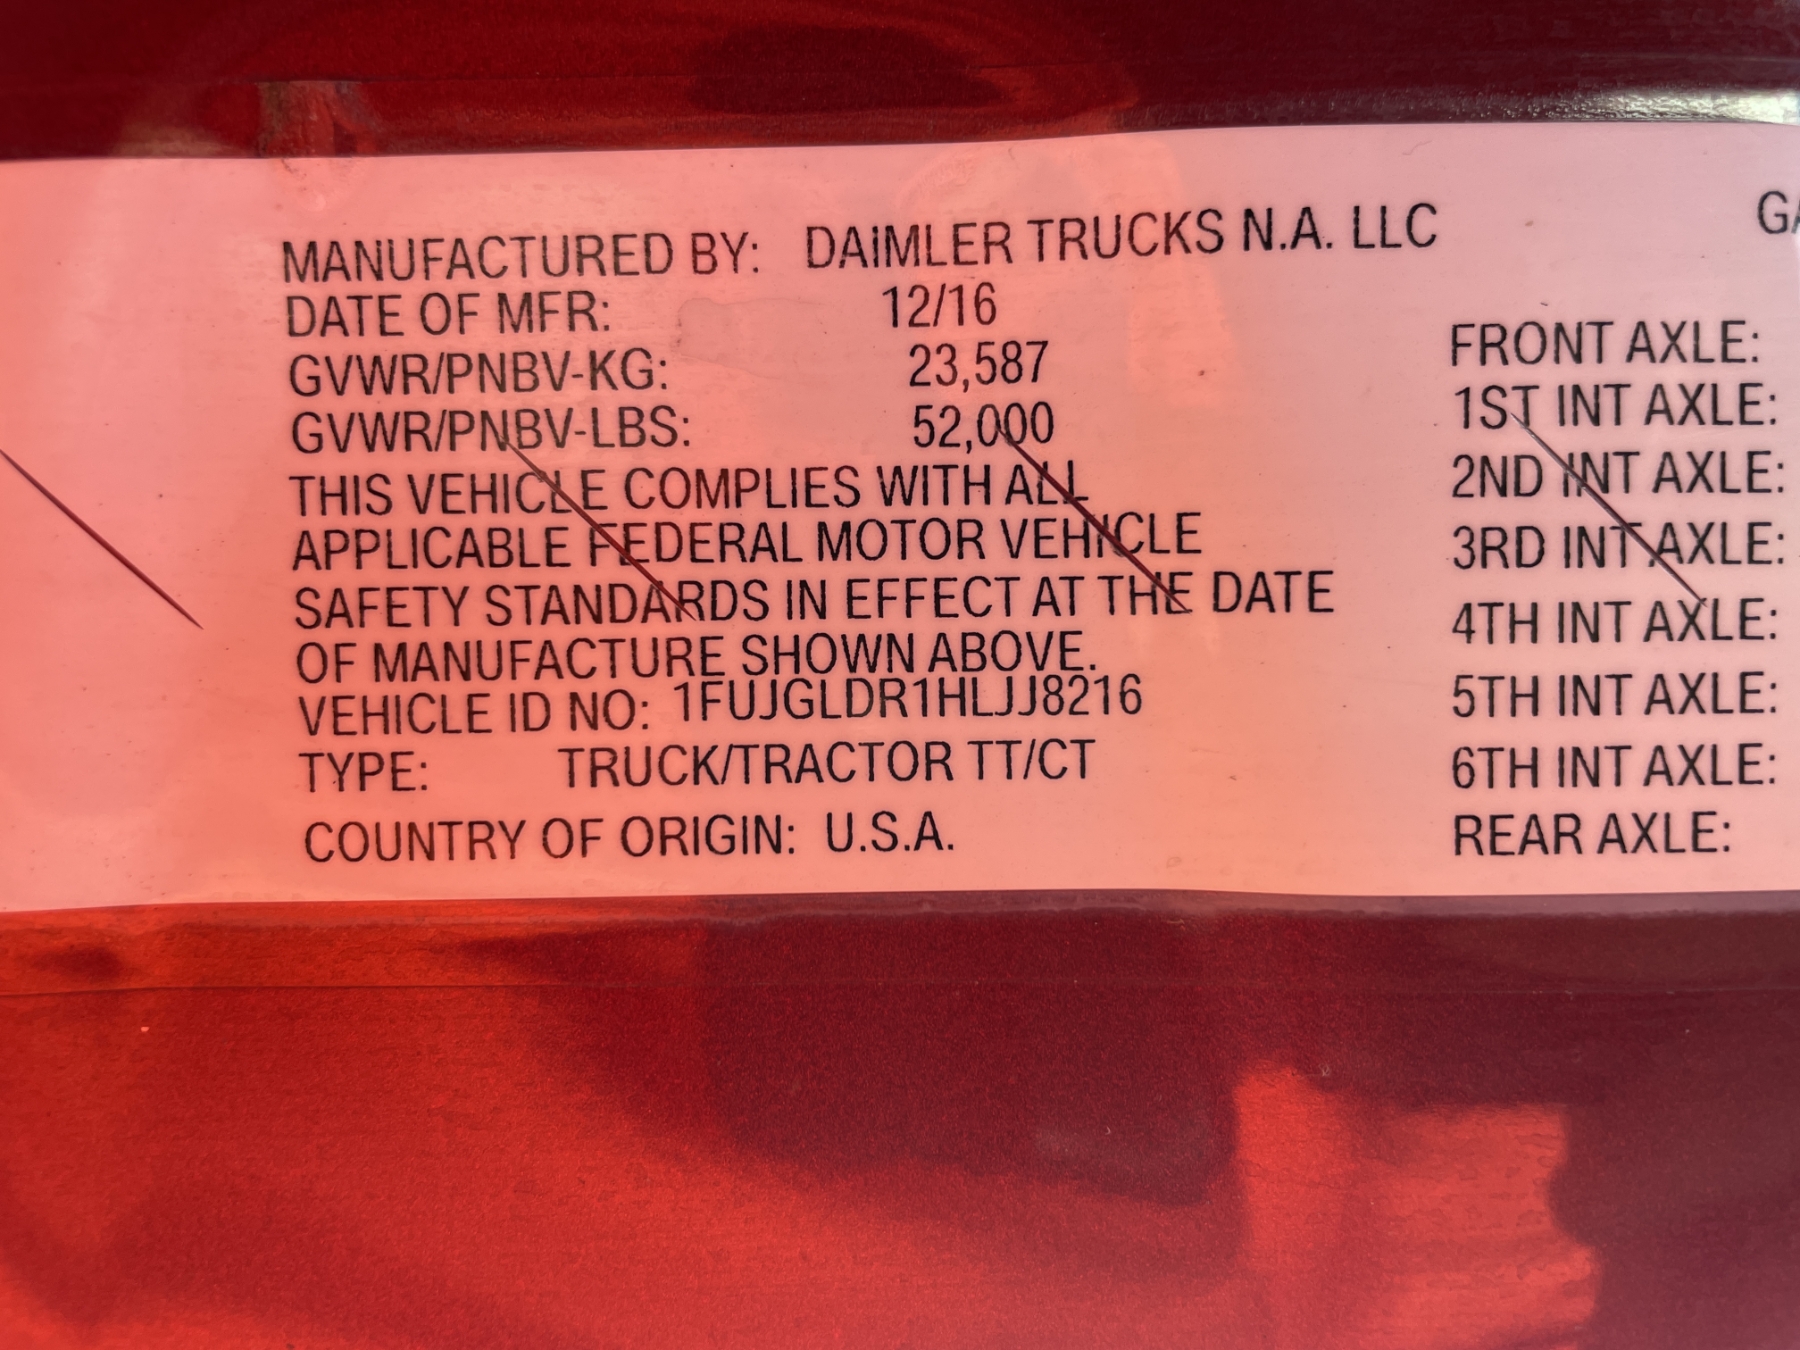 MANUFACTURED BY: DAIMLER TRUCKS N.A. LLC
DATE OF MFR: 12/16
GVWR/PNBV-KG: 23,587
GVWR/PNBV-LBS: 52,000
THIS VEHICLE COMPLIES WITH ALL
APPLICABLE FEDERAL MOTOR VEHICLE
SAFETY STANDARDS IN EFFECT AT THE DATE
OF MANUFACTURE SHOWN ABOVE.
VEHICLE ID NO: 1FUJGLDR1HLJJ8216
TYPE: TRUCK/TRACTOR TT/CT
COUNTRY OF ORIGIN: U.S.A.
FRONT AXLE:
1ST INT AXLE:
2ND INT AXLE:
3RD INT AXLE:
4TH INT AXLE:
5TH INT AXLE:
6TH INT AXLE:
REAR AXLE: